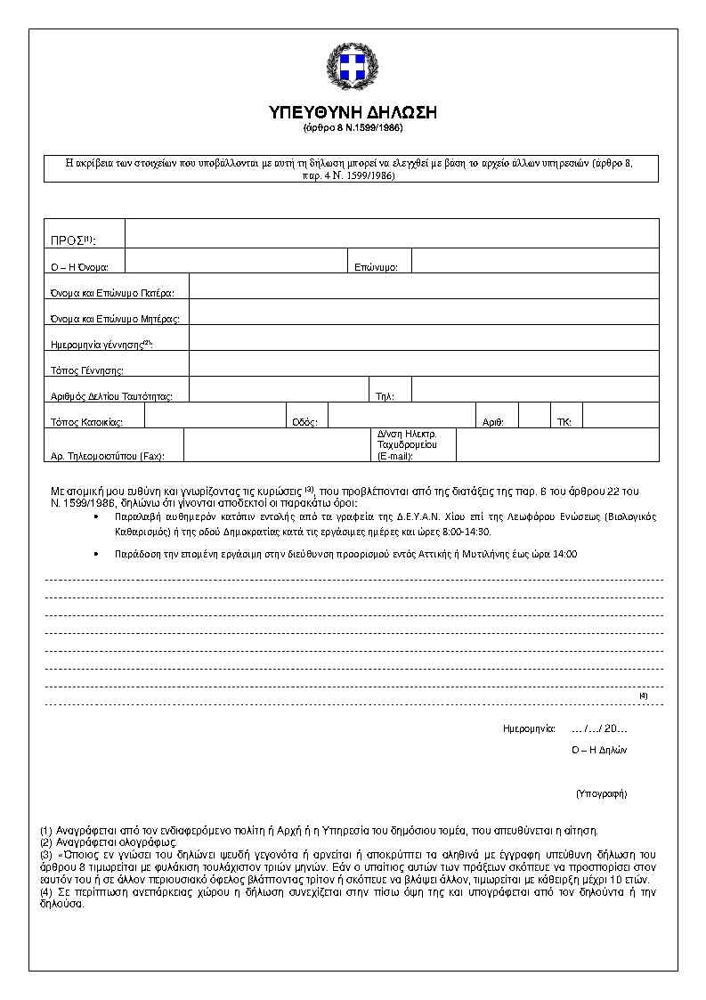 ΥΠΕΥΘΥΝΗ ΔΗΛΩΣΗ
(άρθρο 8 Ν.1599/1986)
Η ακρίβεια των στοιχείων που υποβάλλονται με αυτή τη δήλωση μπορεί να ελεγχθεί με βάση το αρχείο άλλων υπηρεσιών (άρθρο 8,
παρ. 4 Ν. 1599/1986)
ΠΡΟΣ(1):
Ο – Η Όνομα: Επώνυμο:
Όνομα και Επώνυμο Πατέρα:
Όνομα και Επώνυμο Μητέρας:
Ημερομηνία γέννησης(2):
Τόπος Γέννησης:
Αριθμός Δελτίου Ταυτότητας: Τηλ:
Τόπος Κατοικίας: Οδός: Αριθ: ΤΚ:
Δ/νση Ηλεκτρ.
Ταχυδρομείου
Αρ. Τηλεομοιοτύπου (Fax): (Ε-mail):
Με ατομική μου ευθύνη και γνωρίζοντας τις κυρώσεις (3), που προβλέπονται από της διατάξεις της παρ. 6 του άρθρου 22 του
Ν. 1599/1986, δηλώνω ότι γίνονται αποδεκτοί οι παρακάτω όροι:
• Παραλαβή αυθημερόν κατόπιν εντολής από τα γραφεία της Δ.Ε.Υ.Α.Ν. Χίου επί της Λεωφόρου Ενώσεως (Βιολογικός
Καθαρισμός) ή της οδού Δημοκρατίας κατά τις εργάσιμες ημέρες και ώρες 8:00-14:30.
• Παράδοση την επομένη εργάσιμη στην διεύθυνση προορισμού εντός Αττικής ή Μυτιλήνης έως ώρα 14:00
(4)
Ημερομηνία: …./…/ 20…
Ο – Η Δηλών
(Υπογραφή)
(1) Αναγράφεται από τον ενδιαφερόμενο πολίτη ή Αρχή ή η Υπηρεσία του δημόσιου τομέα, που απευθύνεται η αίτηση.
(2) Αναγράφεται ολογράφως.
(3) «Όποιος εν γνώσει του δηλώνει ψευδή γεγονότα ή αρνείται ή αποκρύπτει τα αληθινά με έγγραφη υπεύθυνη δήλωση του
άρθρου 8 τιμωρείται με φυλάκιση τουλάχιστον τριών μηνών. Εάν ο υπαίτιος αυτών των πράξεων σκόπευε να προσπορίσει στον
εαυτόν του ή σε άλλον περιουσιακό όφελος βλάπτοντας τρίτον ή σκόπευε να βλάψει άλλον, τιμωρείται με κάθειρξη μέχρι 10 ετών.
(4) Σε περίπτωση ανεπάρκειας χώρου η δήλωση συνεχίζεται στην πίσω όψη της και υπογράφεται από τον δηλούντα ή την
δηλούσα.